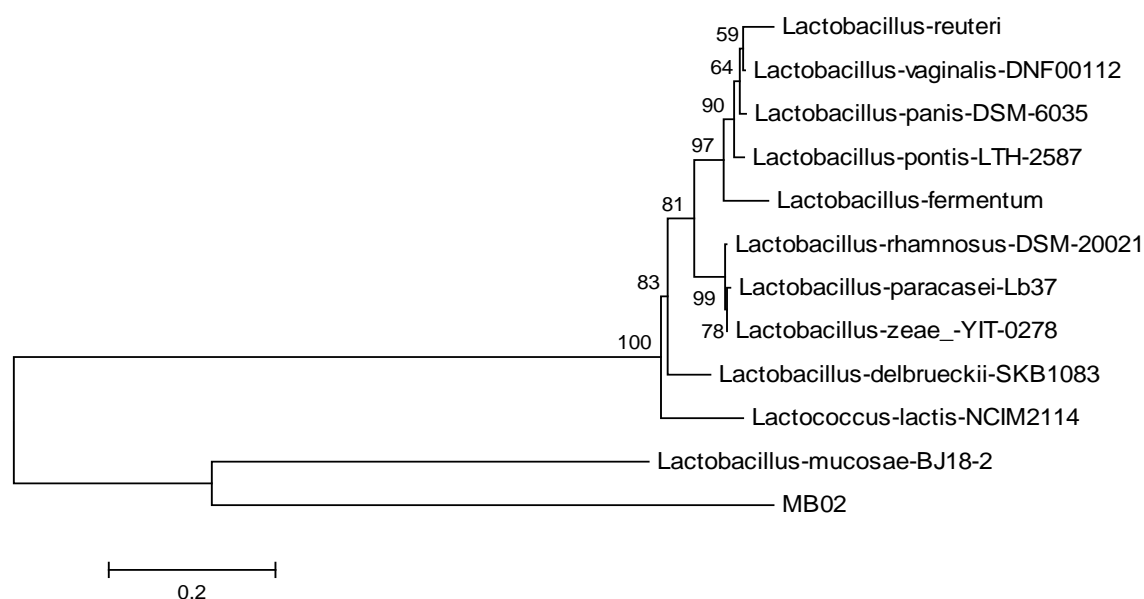 59
Lactobacillus-reuteri
64
Lactobacillus-vaginalis-DNF00112
90
Lactobacillus-panis-DSM-6035
97
Lactobacillus-pontis-LTH-2587
81
Lactobacillus-fermentum
Lactobacillus-rhamnosus-DSM-20021
83
Lactobacillus-paracasei-Lb37
99
78
Lactobacillus-zeae_-YIT-0278
100
Lactobacillus-delbrueckii-SKB1083
Lactococcus-lactis-NCIM2114
Lactobacillus-mucosae-BJ18-2
MB02
0.2